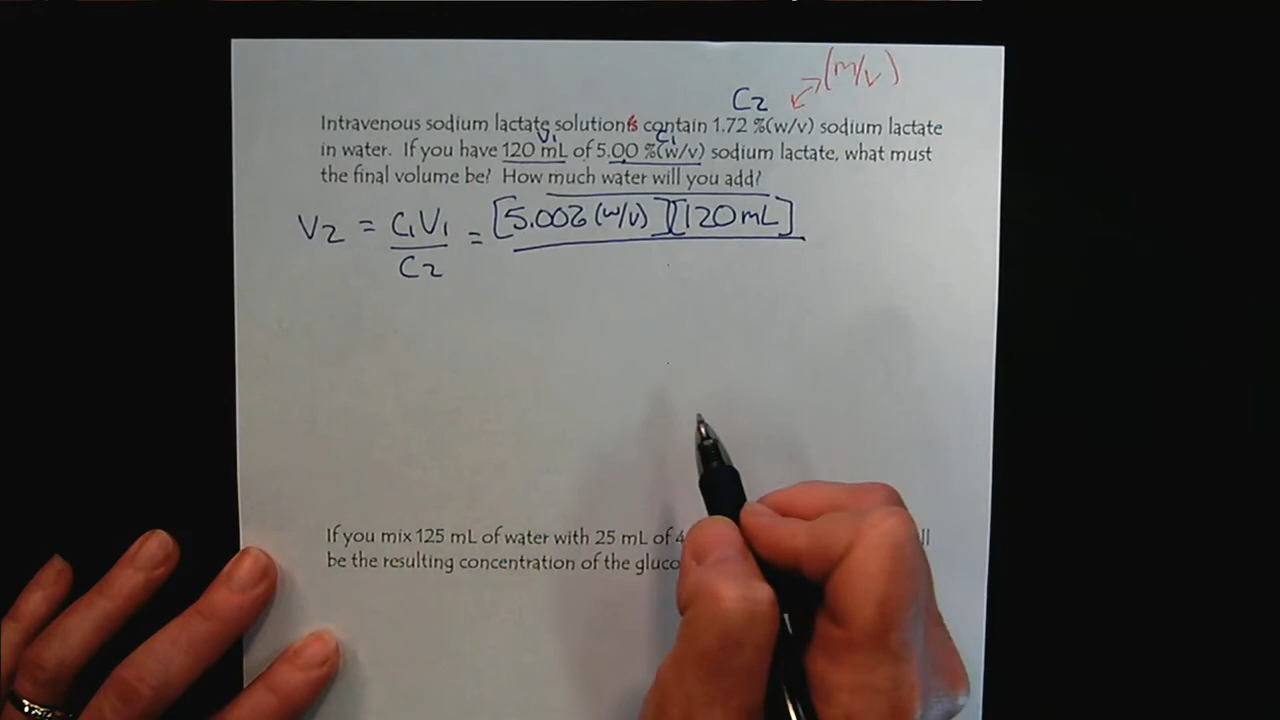 (m/v)
C2
Intravenous sodium lactate solutions contain 1.72 %(w/v) sodium lactate
V1 C1
in water. If you have 120 mL of 5.00 %(w/v) sodium lactate, what must
the final volume be? How much water will you add?
V2 = C1V1 = [5.00%(w/v)][120mL]
C2
If you mix 125 mL of water with 25 mL of 4 ll
be the resulting concentration of the gluco